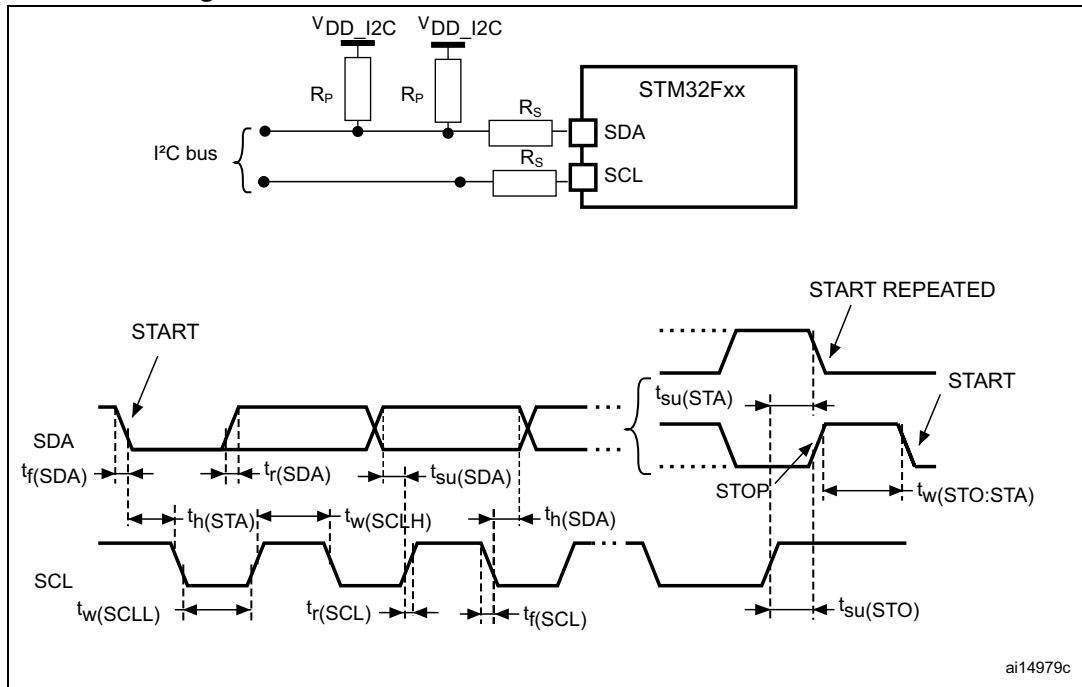 VDD_I2C VDD_I2C
RP RP
STM32Fxx
RS
SDA
I²C bus
RS
SCL
START REPEATED
START
START
tsu(STA)
SDA
tf(SDA) tr(SDA) tsu(SDA)
STOP
tw(STO:STA)
th(STA) tw(SCLH) th(SDA)
SCL
tw(SCLL) tr(SCL) tf(SCL) tsu(STO)
ai14979c